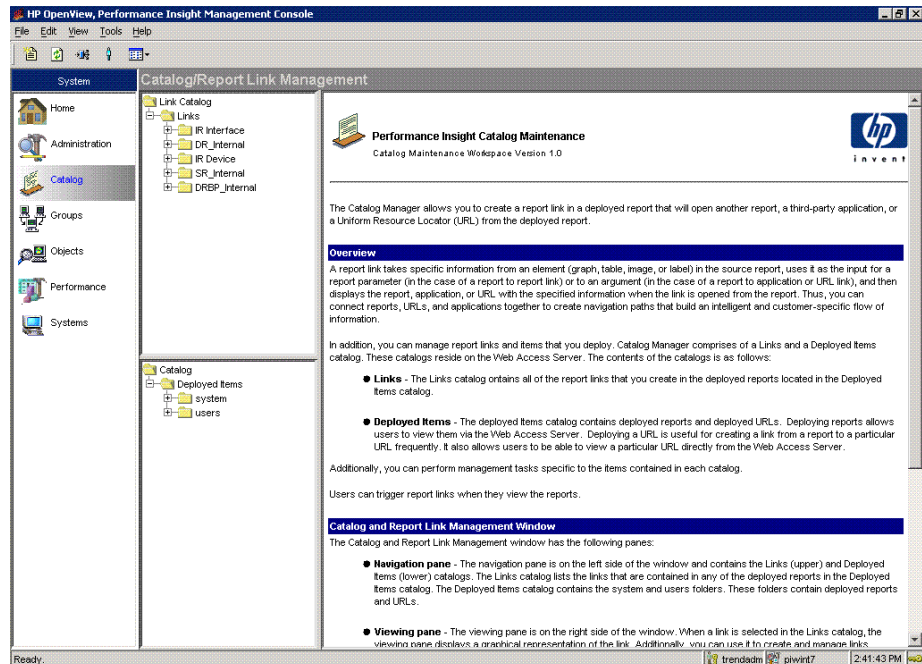 HP OpenView, Performance Insight Management Console
File Edit View Tools Help
System
Home
Administration
Catalog
Groups
Objects
Performance
Systems
Catalog/Report Link Management
Link Catalog
Links
IR Interface
DR_Internal
IR Device
SR_Internal
DRBP_Internal
Catalog
Deployed Items
system
users
Performance Insight Catalog Maintenance
Catalog Maintenance Workspace Version 1.0
hp
invent
The Catalog Manager allows you to create a report link in a deployed report that will open another report, a third-party application, or
a Uniform Resource Locator (URL) from the deployed report.
Overview
A report link takes specific information from an element (graph, table, image, or label) in the source report, uses it as the input for a
report parameter (in the case of a report to report link) or to an argument (in the case of a report to application or URL link), and then
displays the report, application, or URL with the specified information when the link is opened from the report. Thus, you can
connect reports, URLs, and applications together to create navigation paths that build an intelligent and customer-specific flow of
information.
In addition, you can manage report links and items that you deploy. Catalog Manager comprises of a Links and a Deployed Items
catalog. These catalogs reside on the Web Access Server. The contents of the catalogs is as follows:
● Links - The Links catalog ontains all of the report links that you create in the deployed reports located in the Deployed
Items catalog.
● Deployed Items - The deployed Items catalog contains deployed reports and deployed URLs. Deploying reports allows
users to view them via the Web Access Server. Deploying a URL is useful for creating a link from a report to a particular
URL frequently. It also allows users to be able to view a particular URL directly from the Web Access Server.
Additionally, you can perform management tasks specific to the items contained in each catalog.
Users can trigger report links when they view the reports.
Catalog and Report Link Management Window
The Catalog and Report Link Management window has the following panes:
● Navigation pane - The navigation pane is on the left side of the window and contains the Links (upper) and Deployed
Items (lower) catalogs. The Links catalog lists the links that are contained in any of the deployed reports in the Deployed
Items catalog. The Deployed Items catalog contains the system and users folders. These folders contain deployed reports
and URLs.
● Viewing pane - The viewing pane is on the right side of the window. When a link is selected in the Links catalog, the
viewing pane displays a graphical representation of the link. Additionally, you can use it to create and manage links
Ready.
trendadm
piwint7
2:41:43 PM